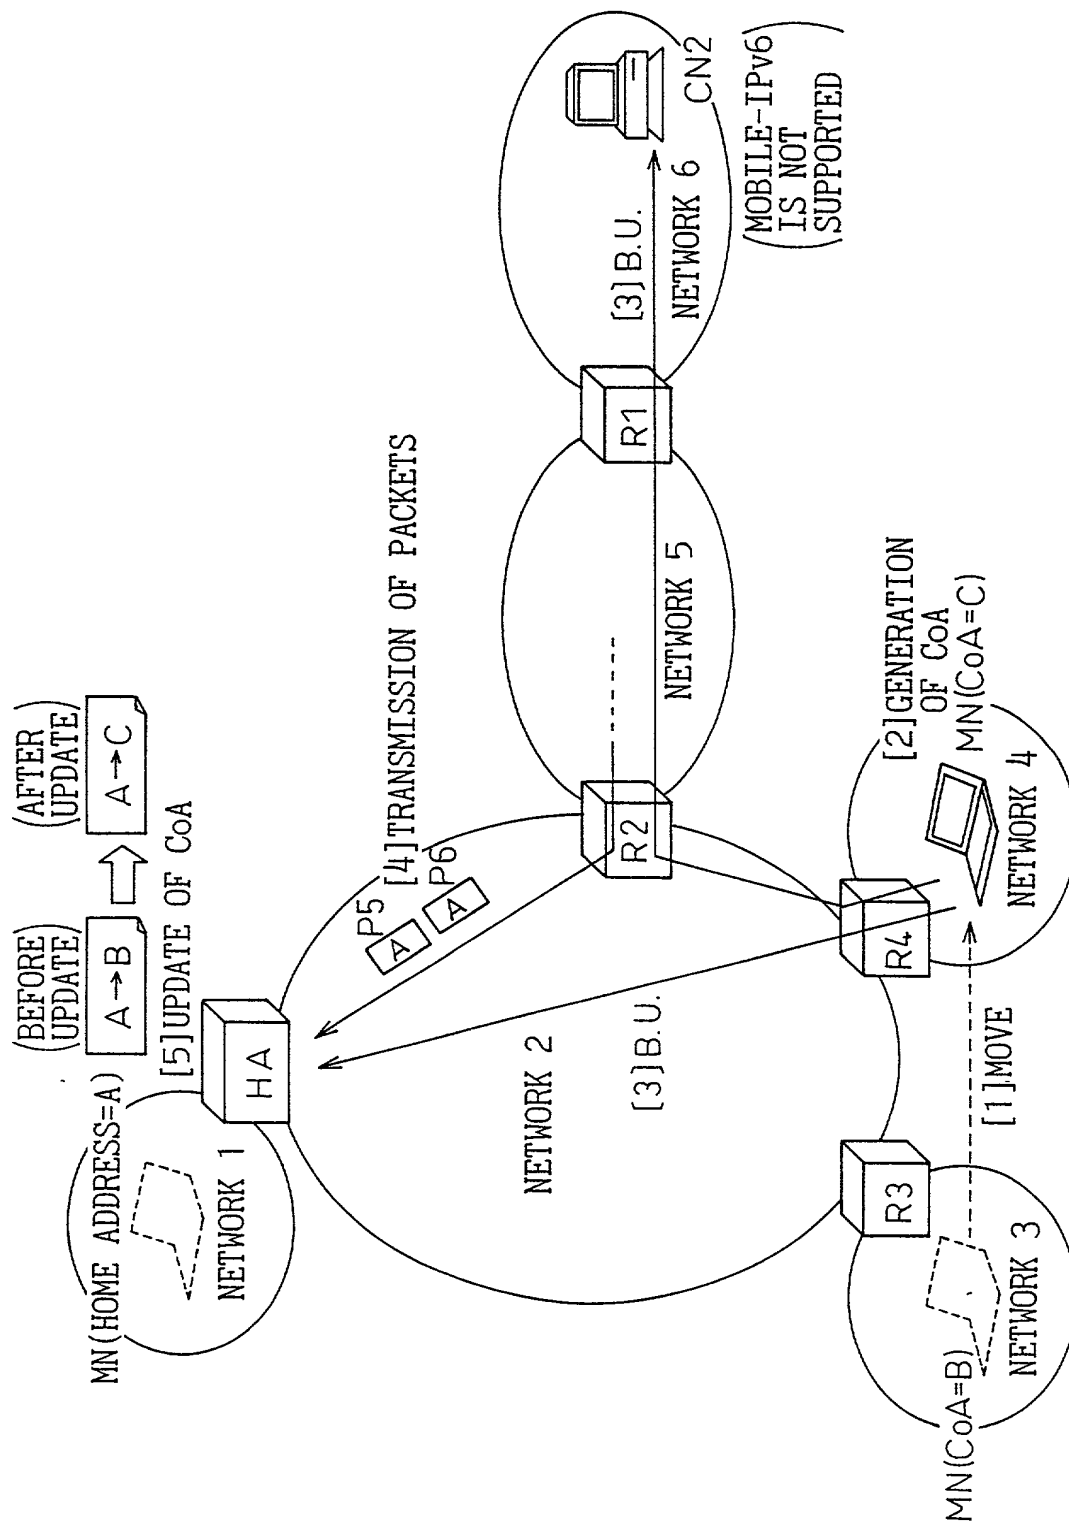 MN(HOME ADDRESS=A)
NETWORK 1
HA
(BEFORE
UPDATE)
A→B
(AFTER
UPDATE)
A→C
[5]UPDATE OF CoA
P5
A
P6
A
[4]TRANSMISSION OF PACKETS
NETWORK 2
[3]B.U.
R2
NETWORK 5
R1
[3]B.U.
NETWORK 6
CN2
(MOBILE-IPv6
IS NOT
SUPPORTED)
R3
MN(CoA=B)
NETWORK 3
[1]MOVE
R4
[2]GENERATION
OF CoA
MN(CoA=C)
NETWORK 4